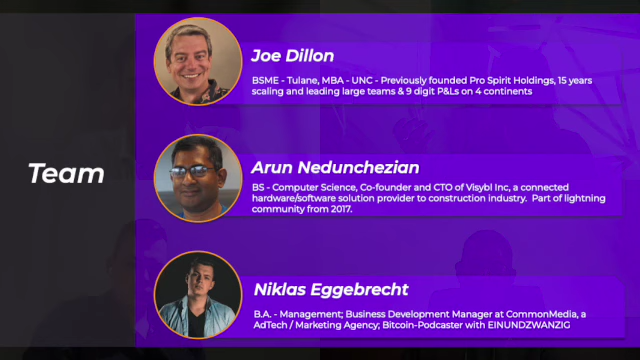 Joe Dillon
BSME - Tulane, MBA - UNC - Previously founded Pro Spirit Holdings, 15 years
scaling and leading large teams & 9 digit P&Ls on 4 continents
Team
Arun Nedunchezian
BS - Computer Science, Co-founder and CTO of Visybl Inc, a connected
hardware/software solution provider to construction industry. Part of lightning
community from 2017.
Niklas Eggebrecht
B.A. - Management; Business Development Manager at CommonMedia, a
AdTech / Marketing Agency; Bitcoin-Podcaster with EINUNDZWANZIG